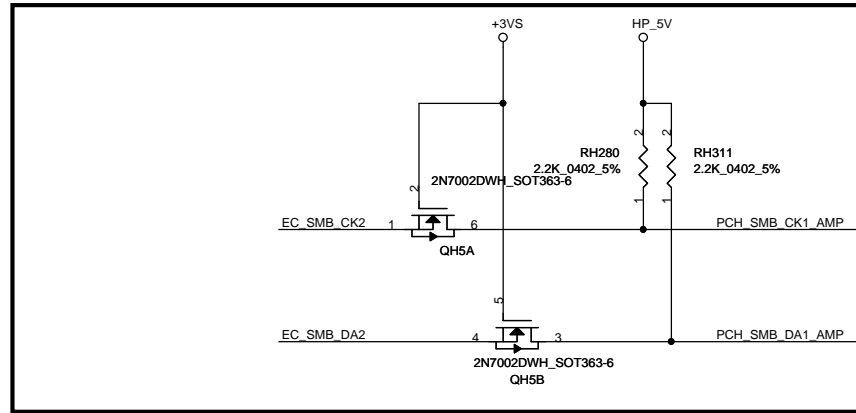 +3VS
HP_5V
2
2
RH280
2.2K_0402_5%
RH311
2.2K_0402_5%
2
2N7002DWH_SOT363-6
1
1
EC_SMB_CK2
1
6
PCH_SMB_CK1_AMP
QH5A
5
EC_SMB_DA2
4
3
PCH_SMB_DA1_AMP
2N7002DWH_SOT363-6
QH5B